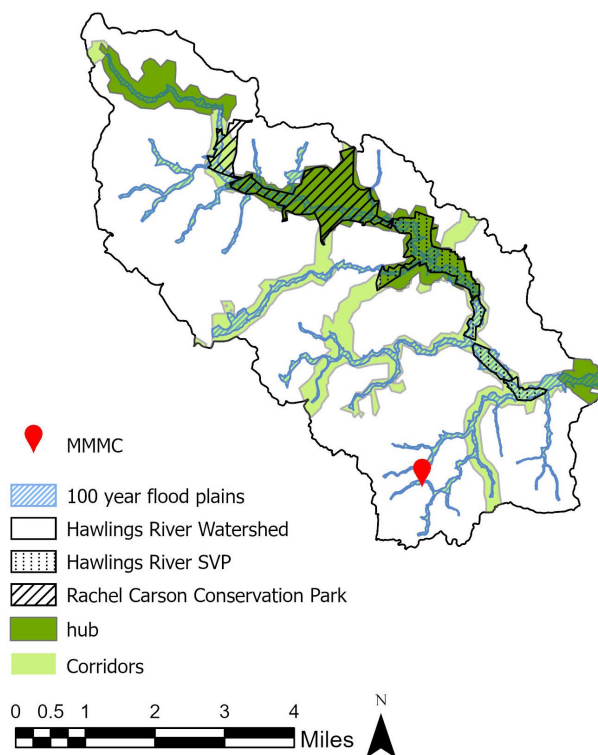 MMMC
100 year flood plains
Hawlings River Watershed
Hawlings River SVP
Rachel Carson Conservation Park
hub
Corridors
0 0.5 1 2 3 4
Miles
N